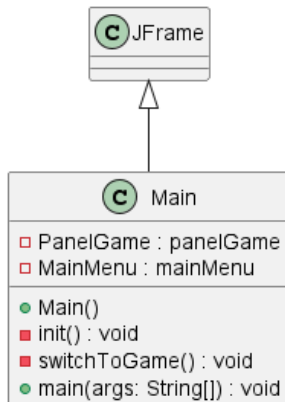 C JFrame
C Main
PanelGame : panelGame
MainMenu : mainMenu
Main()
init() : void
switchToGame() : void
main(args: String[]) : void